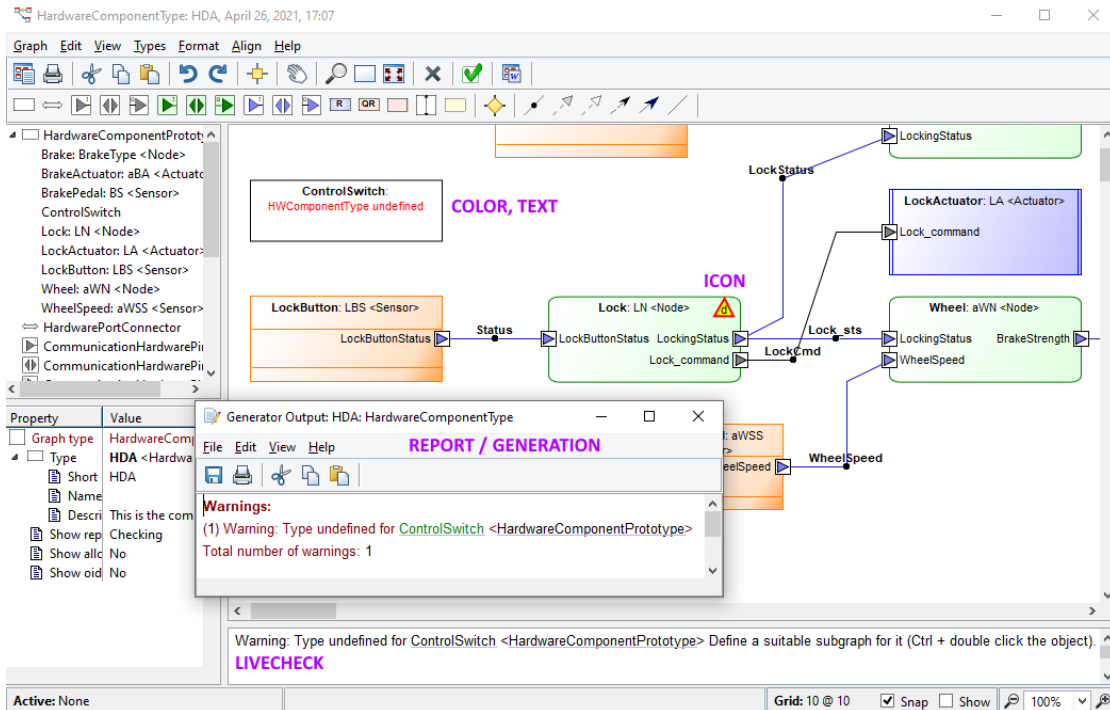 HardwareComponentType: HDA, April 26, 2021, 17:07
Graph Edit View Types Format Align Help
R QR
HardwareComponentPrototy
Brake: BrakeType <Node>
BrakeActuator: aBA <Actuato
BrakePedal: BS <Sensor>
ControlSwitch
Lock: LN <Node>
LockActuator: LA <Actuator>
LockButton: LBS <Sensor>
Wheel: aWN <Node>
WheelSpeed: aWSS <Sensor>
HardwarePortConnector
CommunicationHardwarePi
CommunicationHardwarePi
Property Value
Graph type HardwareComp
Type HDA <Hardwa
Short HDA
Name
Descri This is the com
Show rep Checking
Show allo No
Show oid No
LockingStatus
LockStatus
ControlSwitch:
HWComponentType undefined
COLOR, TEXT
LockActuator: LA <Actuator>
Lock_command
ICON
LockButton: LBS <Sensor>
LockButtonStatus
Status
Lock: LN <Node>
d
LockButtonStatus LockingStatus
Lock_command
Lock_sts
LockCmd
Wheel: aWN <Node>
LockingStatus BrakeStrength
WheelSpeed
: aWSS
eelSpeed
WheelSpeed
Generator Output: HDA: HardwareComponentType
File Edit View Help
REPORT / GENERATION
Warnings:
(1) Warning: Type undefined for ControlSwitch <HardwareComponentPrototype>
Total number of warnings: 1
Warning: Type undefined for ControlSwitch <HardwareComponentPrototype> Define a suitable subgraph for it (Ctrl + double click the object).
LIVECHECK
Active: None
Grid: 10 @ 10 Snap Show 100%